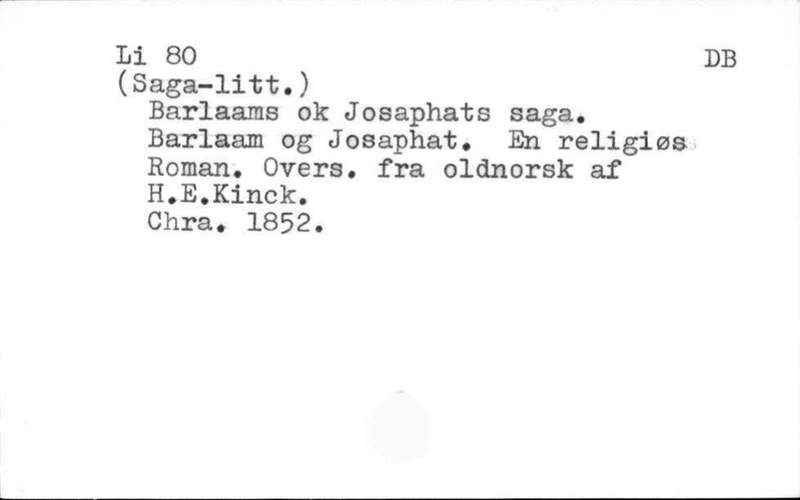 Li 80 DB
(Saga-litt.)
Barlaams ok Josaphats saga.
Barlaam og Josaphat. En religiøs
Roman. Overs. fra oldnorsk af
H.E.Kinck.
Chra. 1852.